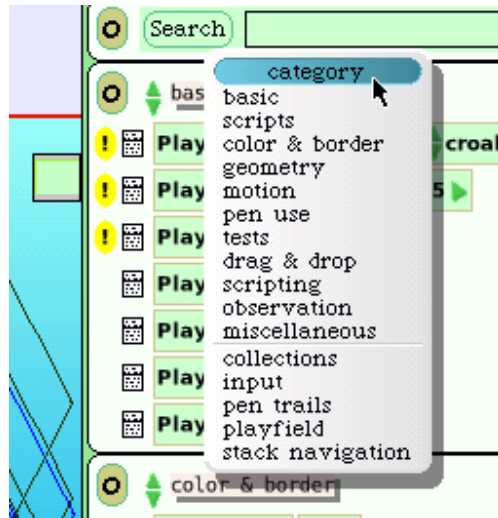 Search
category
bas
basic
scripts
! Play croal
color & border
geometry
! Play 5
motion
pen use
! Play
tests
drag & drop
Play
scripting
observation
Play
miscellaneous
collections
Play
input
pen trails
Play
playfield
stack navigation
color & border